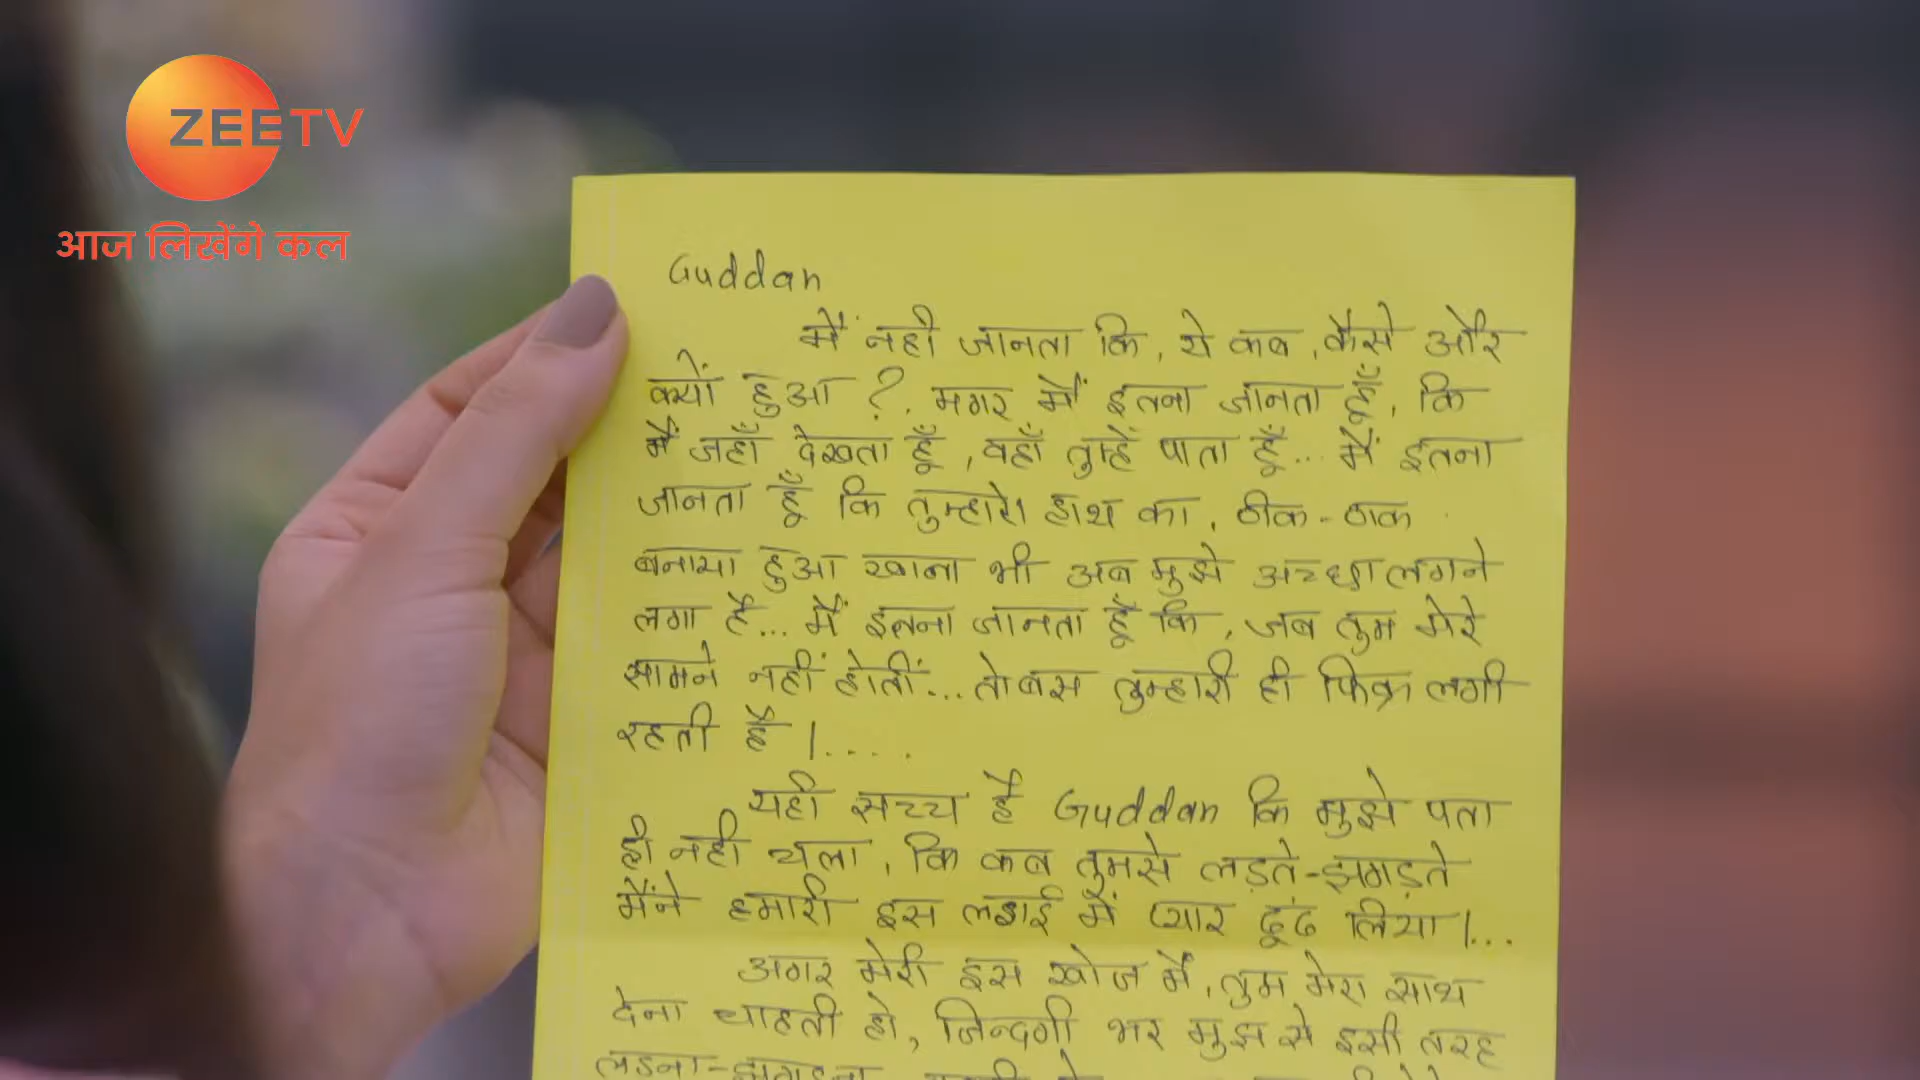 ZEETV
आज लिखेंगे कल
Guddan
मैं नही जानता कि, ये कब, कैसे और
क्यों हुआ ?. मगर मैं इतना जानता हूँ, कि
मैं जहाँ देखता हूँ, वहाँ तुम्हे पाता हूँ... मैं इतना
जानता हूँ कि तुम्हारे हाथ का, ठीक-ठाक
बनाया हुआ खाना भी अब मुझे अच्छा लगने
लगा है... मैं इतना जानता हूँ कि, जब तुम मेरे
सामने नहीं होतीं... तो बस तुम्हारी ही फिक्र लगी
रहती है।.....
यही सच्च है Guddan कि मुझे पता
ही नही चला, कि कब तुमसे लड़ते-झगड़ते
मैंने हमारी इस लडाई में प्यार ढूंढ लिया।...
अगर मेरी इस खोज में, तुम मेरा साथ
देना चाहती हो, जिन्दगी भर मुझ से इसी तरह
लडना-झगडना